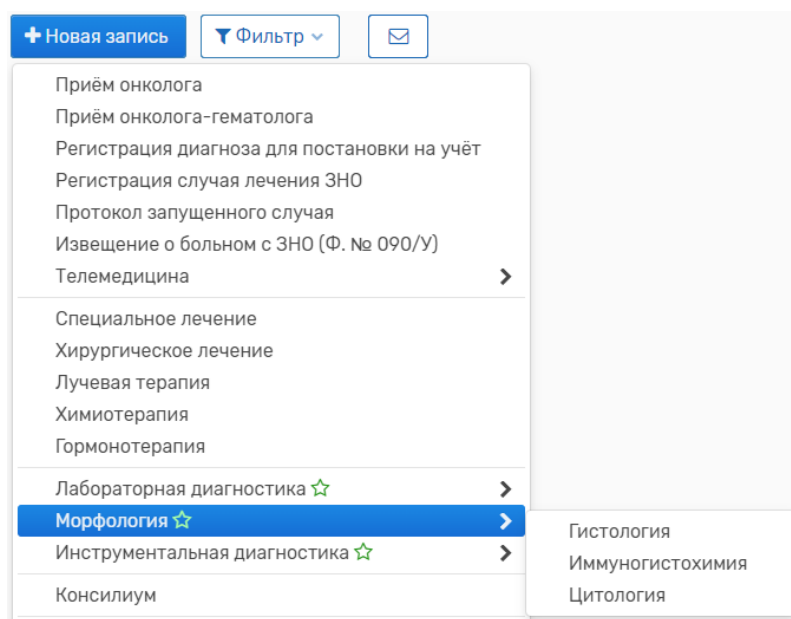 Новая запись
Фильтр
Приём онколога
Приём онколога-гематолога
Регистрация диагноза для постановки на учёт
Регистрация случая лечения ЗНО
Протокол запущенного случая
Извещение о больном с ЗНО (Ф. № 090/У)
Телемедицина
Специальное лечение
Хирургическое лечение
Лучевая терапия
Химиотерапия
Гормонотерапия
Лабораторная диагностика
Морфология
Инструментальная диагностика
Консилиум
Гистология
Иммуногистохимия
Цитология